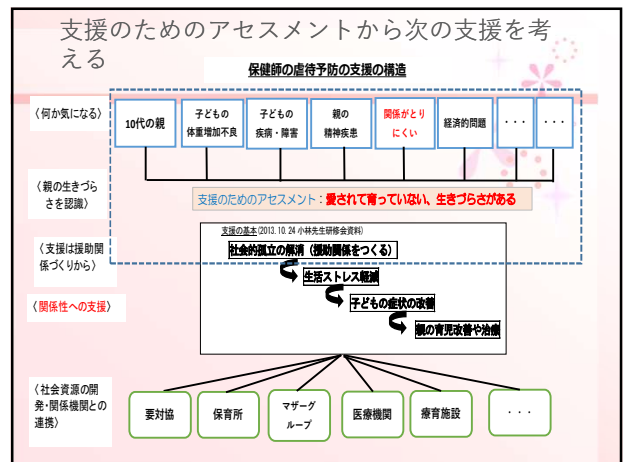 支援のためのアセスメントから次の支援を考
える
保健師の虐待予防の支援の構造
〈何か気になる〉
10代の親
子どもの
体重増加不良
子どもの
疾病・障害
親の
精神疾患
関係がとり
にくい
経済的問題
・・・
・・・
〈親の生きづら
さを認識〉
支援のためのアセスメント：愛されて育っていない、生きづらさがある
〈支援は援助関
係づくりから〉
支援の基本(2013.10.24小林先生研修会資料)
社会的孤立の解消（援助関係をつくる）
生活ストレス軽減
子どもの症状の改善
親の育児改善や治療
〈関係性への支援〉
〈社会資源の開
発・関係機関との
連携〉
要対協
保育所
マザーグ
ループ
医療機関
療育施設
・・・